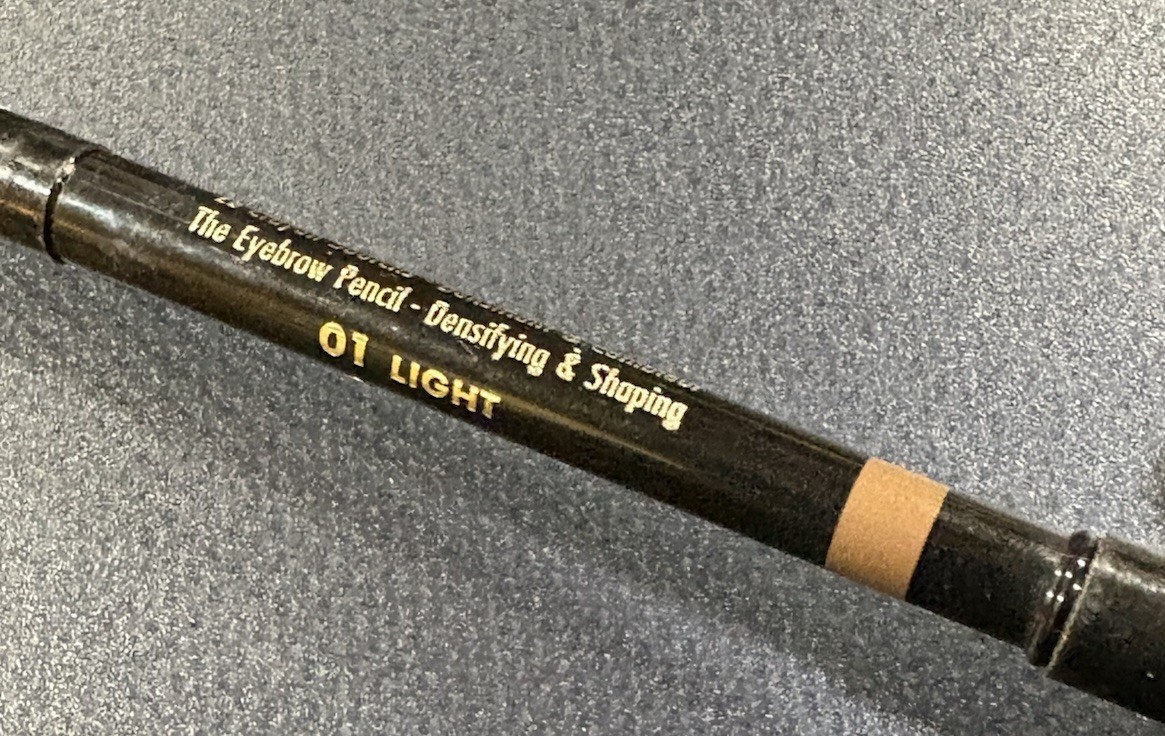 The Eyebrow Pencil - Densifying & Shaping
01 LIGHT